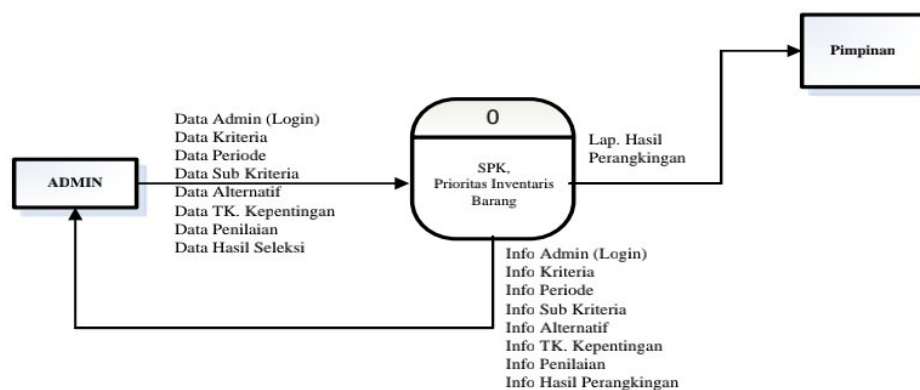 Pimpinan
Data Admin (Login)
Data Kriteria
Data Periode
Data Sub Kriteria
Data Alternatif
Data TK. Kepentingan
Data Penilaian
Data Hasil Seleksi
ADMIN
0
SPK,
Prioritas Inventaris
Barang
Lap. Hasil
Perangkingan
Info Admin (Login)
Info Kriteria
Info Periode
Info Sub Kriteria
Info Alternatif
Info TK. Kepentingan
Info Penilaian
Info Hasil Perangkingan